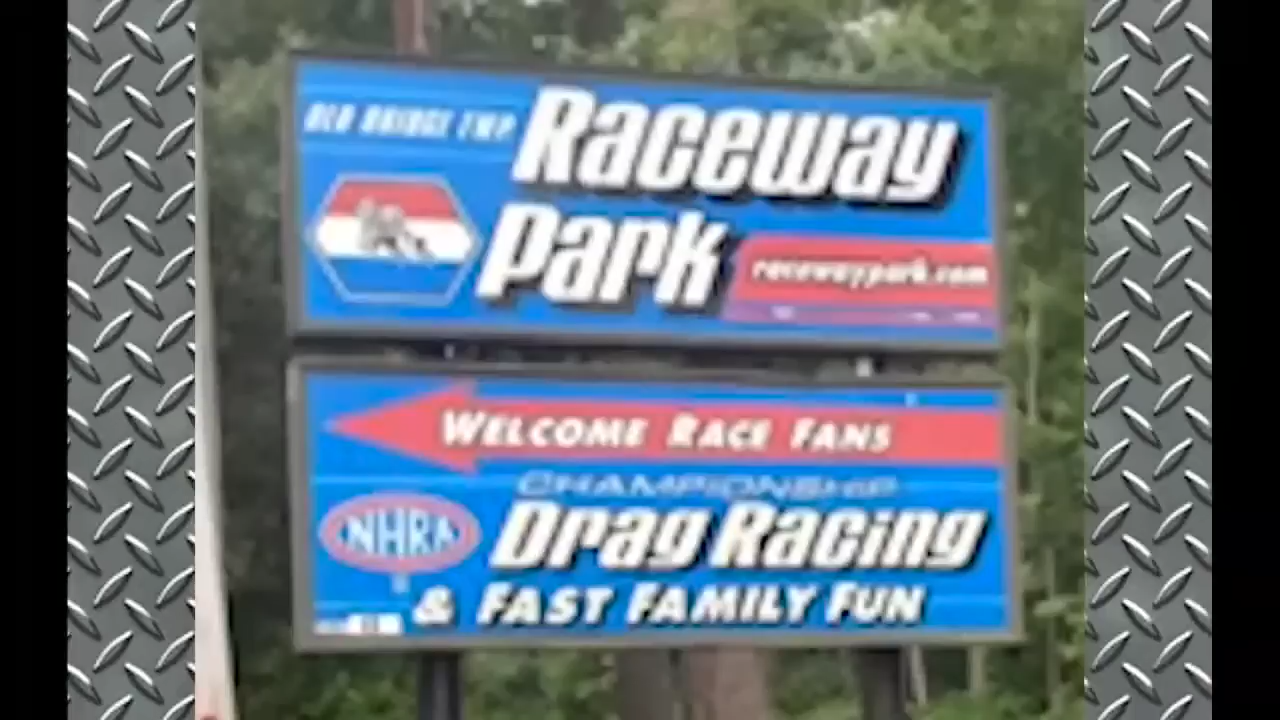 OLD BRIDGE TWP.
Raceway
Park
racewaypark.com
WELCOME RACE FANS
CHAMPIONSHIP
NHRA
Drag Racing
& FAST FAMILY FUN